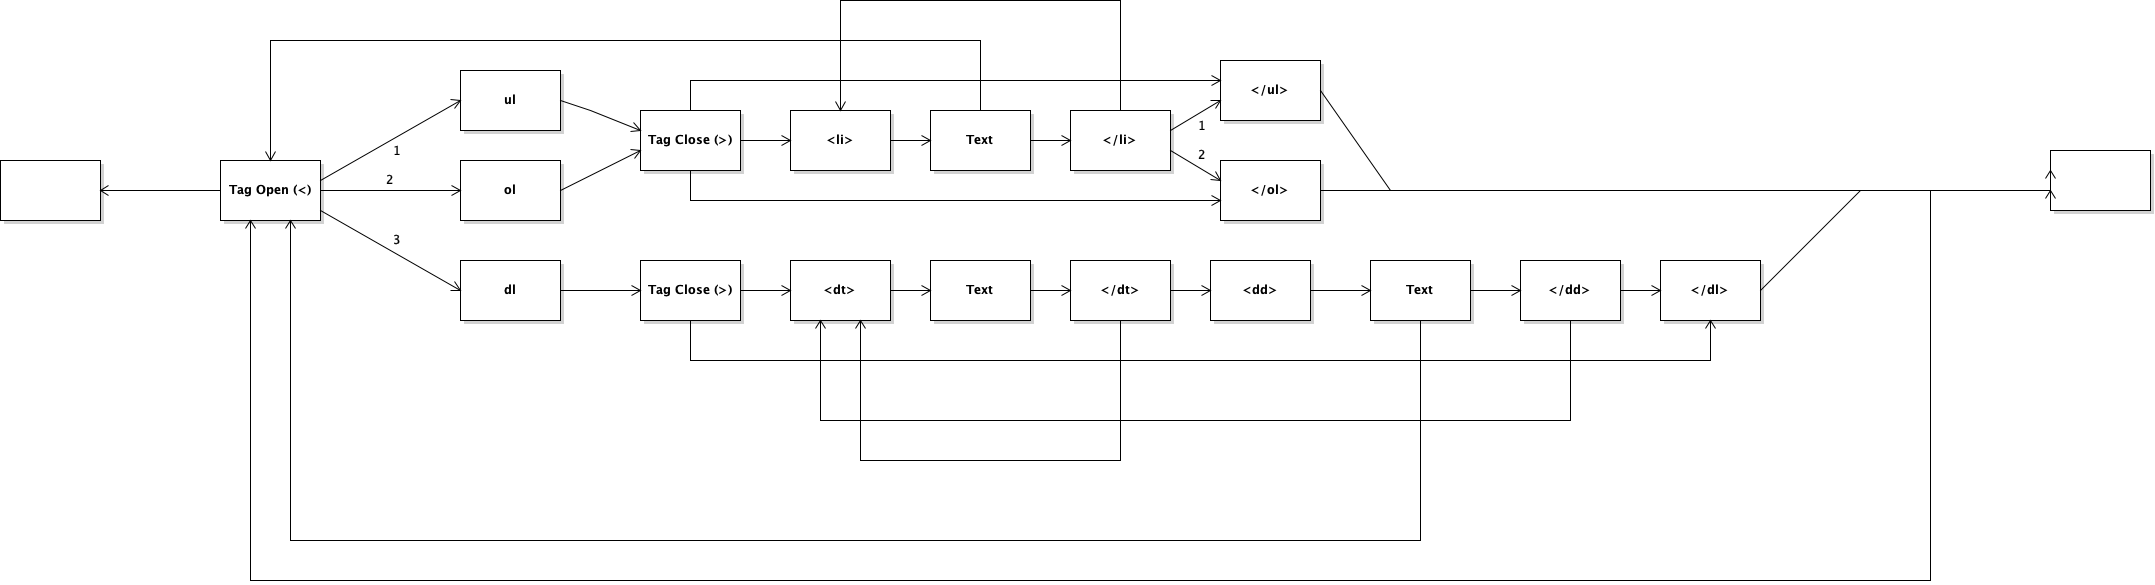 ul
</ul>
1
Tag Close (>)
<li>
Text
</li>
1
2
2
Tag Open (<)
ol
</ol>
3
dl
Tag Close (>)
<dt>
Text
</dt>
<dd>
Text
</dd>
</dl>